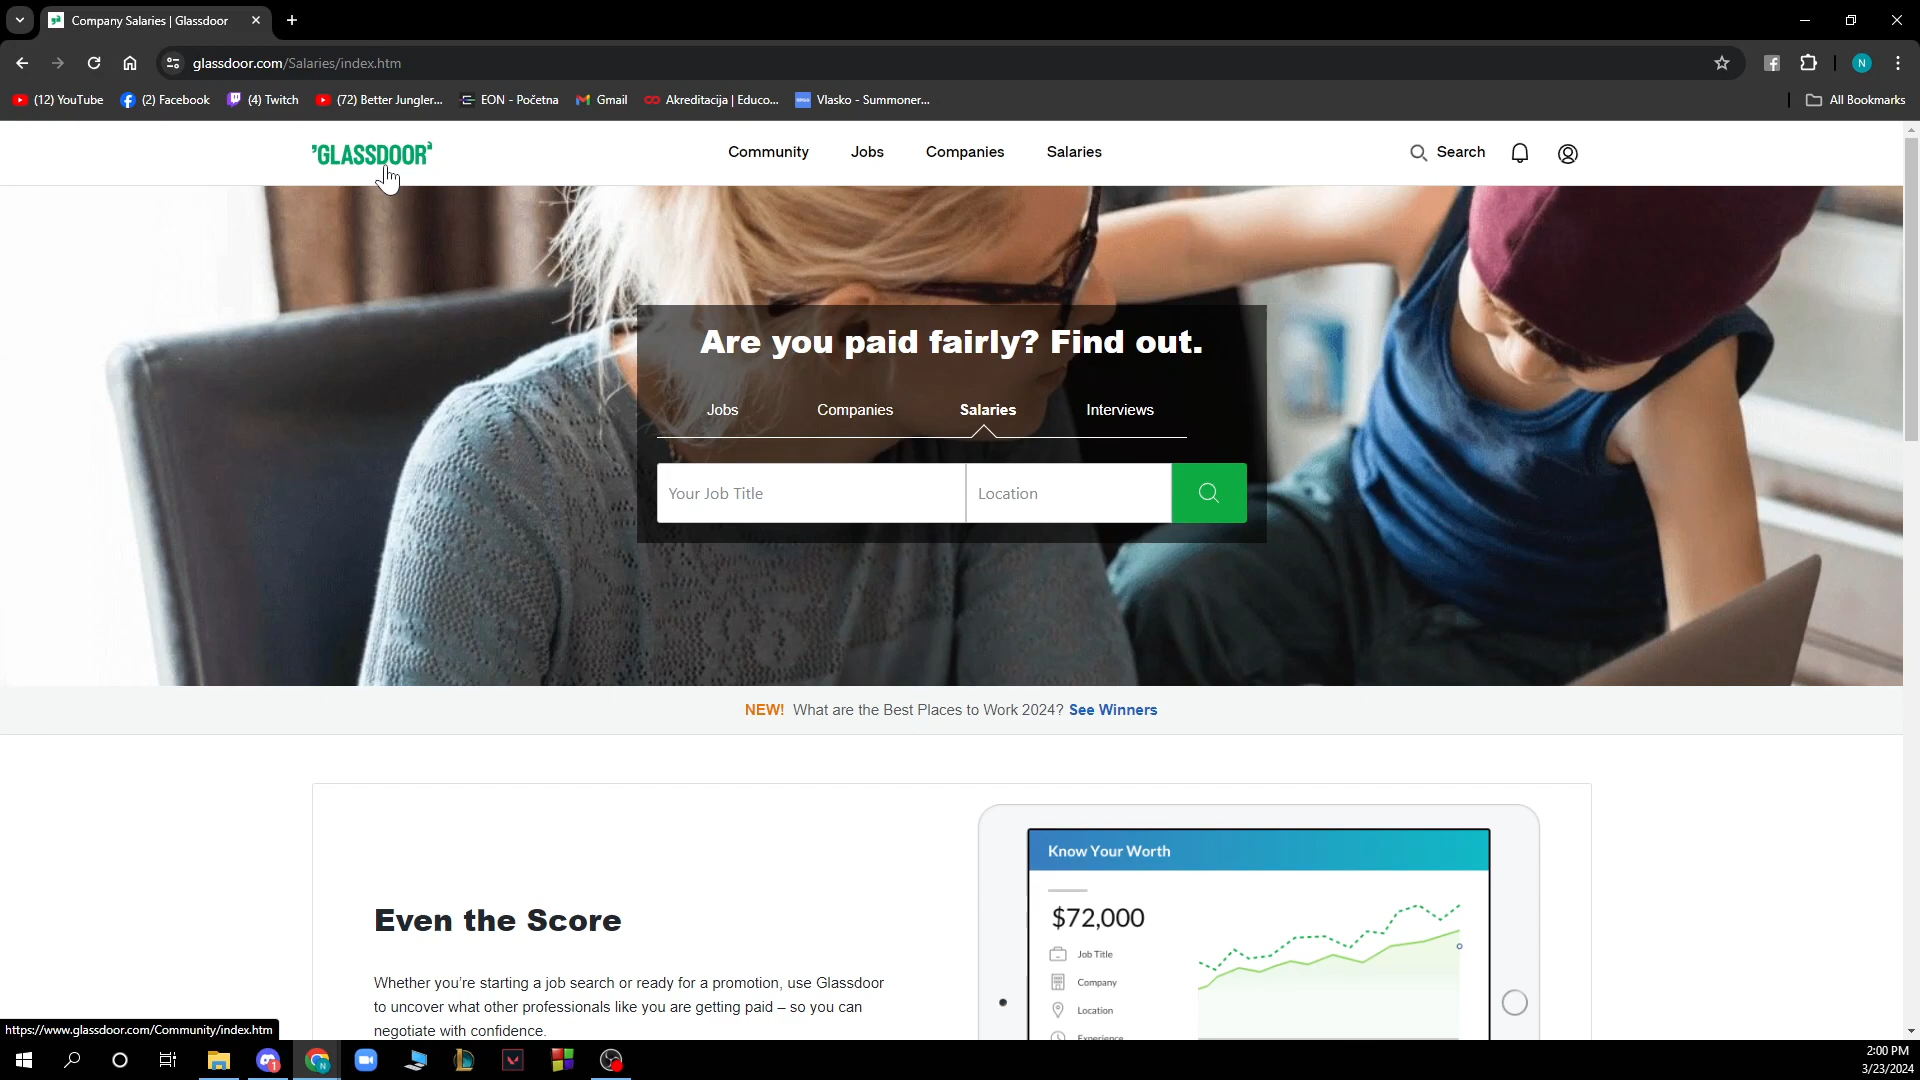 Company Salaries | Glassdoor
glassdoor.com/Salaries/index.htm
N
(12) YouTube
(2) Facebook
(4) Twitch
(72) Better Jungler...
EON - Početna
Gmail
Akreditacija | Educo...
Vlasko - Summoner...
All Bookmarks
'GLASSDOOR'
Community
Jobs
Companies
Salaries
Search
Are you paid fairly? Find out.
Jobs
Companies
Salaries
Interviews
Your Job Title
Location
NEW! What are the Best Places to Work 2024? See Winners
Even the Score
Whether you're starting a job search or ready for a promotion, use Glassdoor
to uncover what other professionals like you are getting paid – so you can
negotiate with confidence.
Know Your Worth
$72,000
Job Title
Company
Location
Experience
https://www.glassdoor.com/Community/index.htm
1
N
2:00 PM
3/23/2024